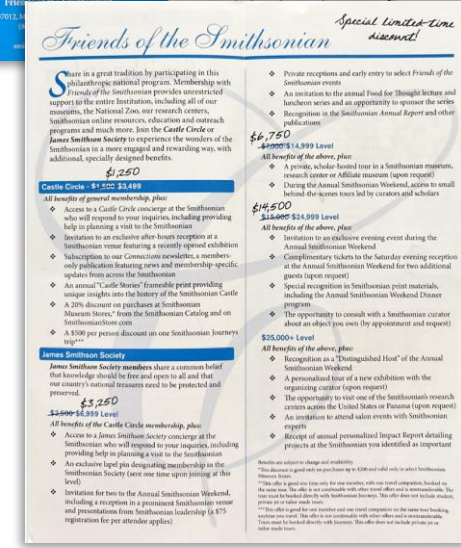 Special limited-time
discount!
Friends of the Smithsonian
Share in a great tradition by participating in this
philanthropic national program. Membership with
Friends of the Smithsonian provides unrestricted
support to the entire Institution, including all of our
museums, the National Zoo, our research centers,
Smithsonian online resources, education and outreach
programs and much more. Join the Castle Circle or
James Smithson Society to experience the wonders of the
Smithsonian in a more engaged and rewarding way, with
additional, specially designed benefits.
$1,250
Castle Circle - $1,500 $3,499
All benefits of general membership, plus:
❖ Access to a Castle Circle concierge at the Smithsonian
who will respond to your inquiries, including providing
help in planning a visit to the Smithsonian
❖ Invitation to an exclusive after-hours reception at a
Smithsonian venue featuring a recently opened exhibition
❖ Subscription to our Connections newsletter, a members-
only publication featuring news and membership-specific
updates from across the Smithsonian
❖ An annual "Castle Stories" frameable print providing
unique insights into the history of the Smithsonian Castle
❖ A 20% discount on purchases at Smithsonian
Museum Stores,* from the Smithsonian Catalog and on
SmithsonianStore.com
❖ A $500 per person discount on one Smithsonian Journeys
trip***
James Smithson Society
James Smithson Society members share a common belief
that knowledge should be free and open to all and that
our country's national treasures need to be protected and
preserved.
$3,250
$3,500 $6,999 Level
All benefits of the Castle Circle membership, plus:
❖ Access to a James Smithson Society concierge at the
Smithsonian who will respond to your inquiries, including
providing help in planning a visit to the Smithsonian
❖ An exclusive lapel pin designating membership in the
Smithsonian Society (sent one time upon joining at this
level)
❖ Invitation for two to the Annual Smithsonian Weekend,
including a reception in a prominent Smithsonian venue
and presentations from Smithsonian leadership (a $75
registration fee per attendee applies)
❖ Private receptions and early entry to select Friends of the
Smithsonian events
❖ An invitation to the annual Food for Thought lecture and
luncheon series and an opportunity to sponsor the series
❖ Recognition in the Smithsonian Annual Report and other
publications
$6,750
$7,000 $14,999 Level
All benefits of the above, plus:
❖ A private, scholar-hosted tour in a Smithsonian museum,
research center or Affiliate museum (upon request)
❖ During the Annual Smithsonian Weekend, access to small
behind-the-scenes tours led by curators and scholars
$14,500
$15,000 $24,999 Level
All benefits of the above, plus:
❖ Invitation to an exclusive evening event during the
Annual Smithsonian Weekend
❖ Complimentary tickets to the Saturday evening reception
at the Annual Smithsonian Weekend for two additional
guests (upon request)
❖ Special recognition in Smithsonian print materials,
including the Annual Smithsonian Weekend Dinner
program
❖ The opportunity to consult with a Smithsonian curator
about an object you own (by appointment and request)
$25,000+ Level
All benefits of the above, plus:
❖ Recognition as a "Distinguished Host" of the Annual
Smithsonian Weekend
❖ A personalized tour of a new exhibition with the
organizing curator (upon request)
❖ The opportunity to visit one of the Smithsonian's research
centers across the United States or Panama (upon request)
❖ An invitation to attend salon events with Smithsonian
experts
❖ Receipt of annual personalized Impact Report detailing
projects at the Smithsonian you identified as important
Benefits are subject to change and availability.
*This discount is good only on purchases up to $200 and valid only in select Smithsonian
Museum Stores.